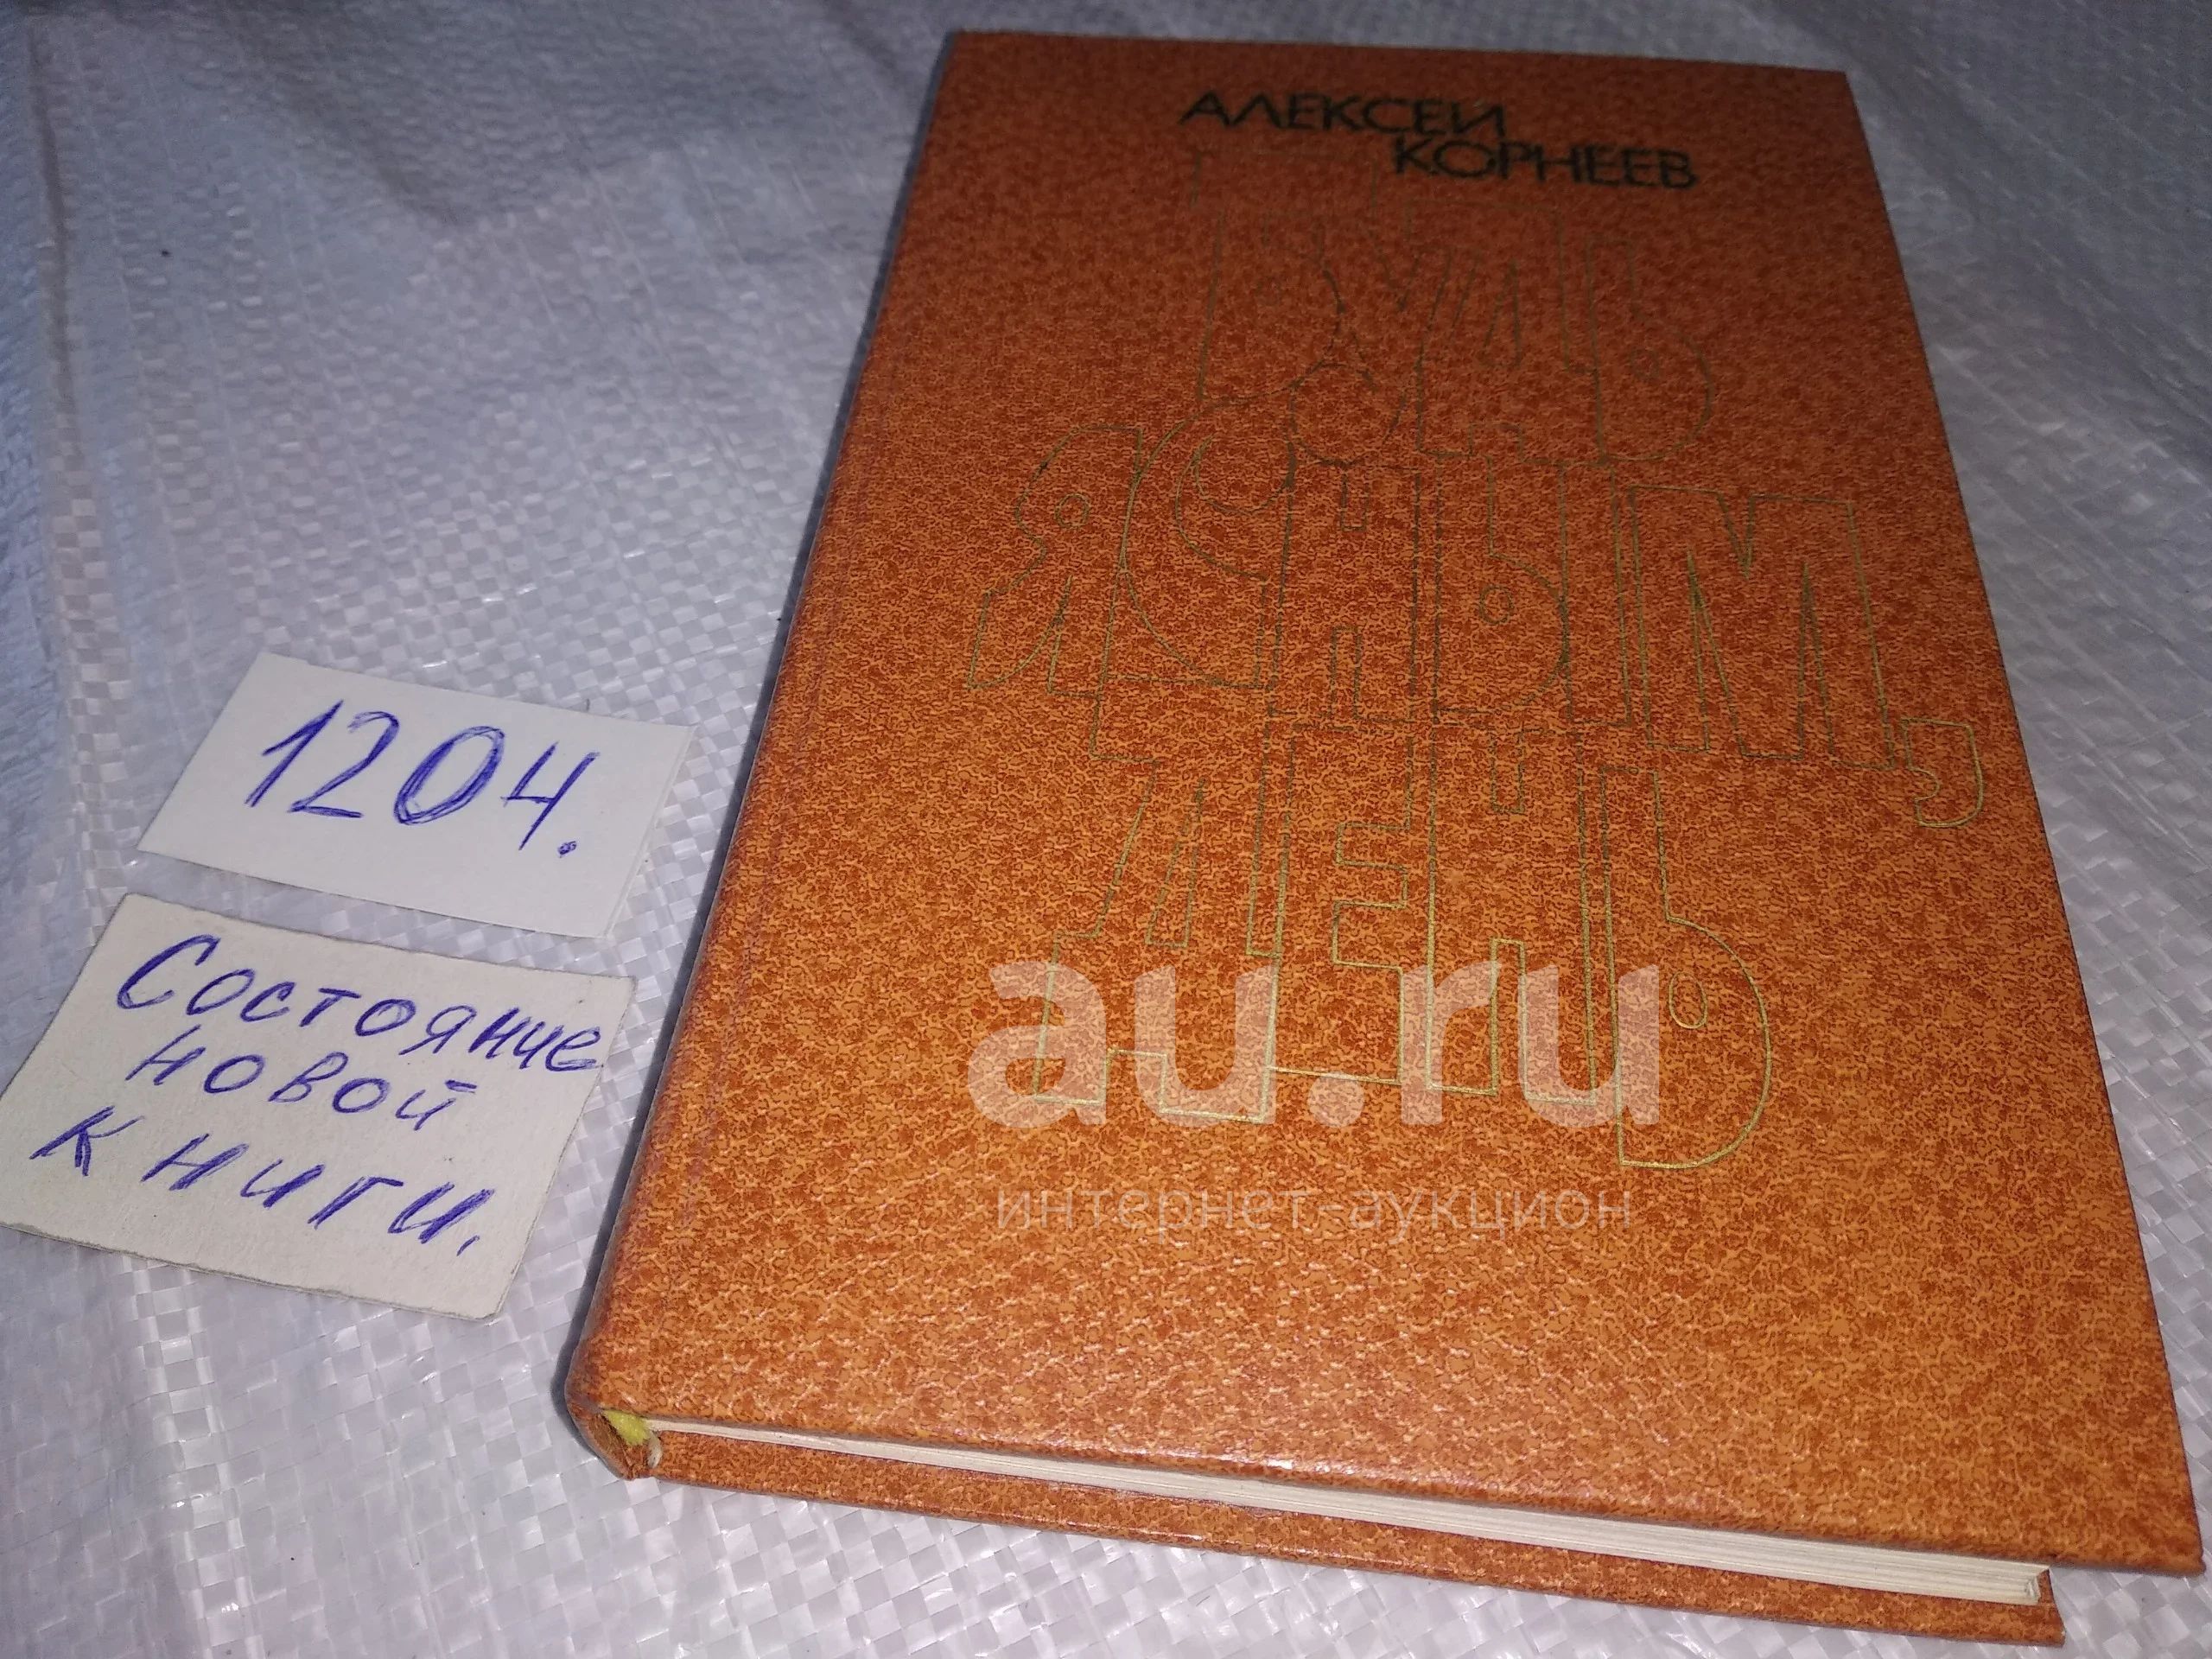 АЛЕКСЕЙ
КОРНЕЕВ
БУДЬ
ЯСНЫМ,
ДЕНЬ
1204.
Состояние
новой
книги.
au.ru
интернет-аукцион